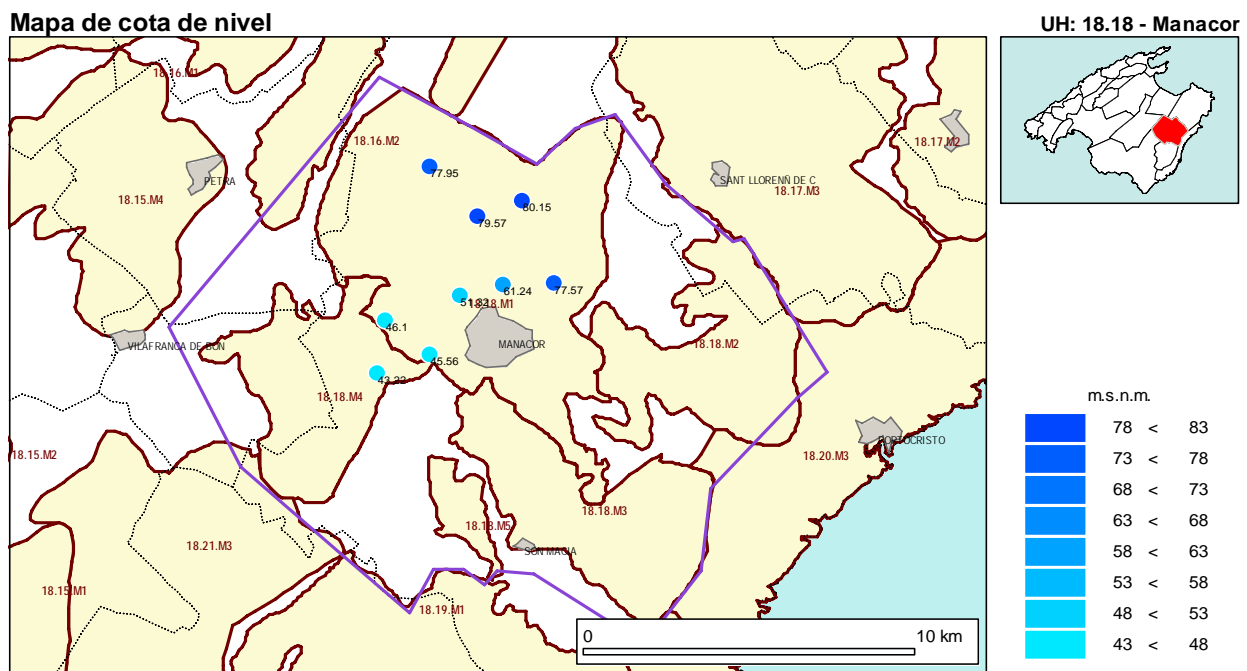 Mapa de cota de nivel
UH: 18.18 - Manacor
18.16.M1
18.16.M2
18.17.M2
77.95
PETRA
SANT LLORENÑ DE C
18.17.M3
18.15.M4
80.15
79.57
61.24
77.57
18.18.M1
46.1
VILAFRANCA DE BON
MANACOR
18.18.M2
45.56
43.22
18.18.M4
m.s.n.m.
78 < 83
73 < 78
68 < 73
63 < 68
58 < 63
53 < 58
48 < 53
43 < 48
PORTOCRISTO
18.15.M2
18.20.M3
18.18.M3
18.18.M5
18.21.M3
SON MACIA
18.15.M1
18.19.M1
0 10 km